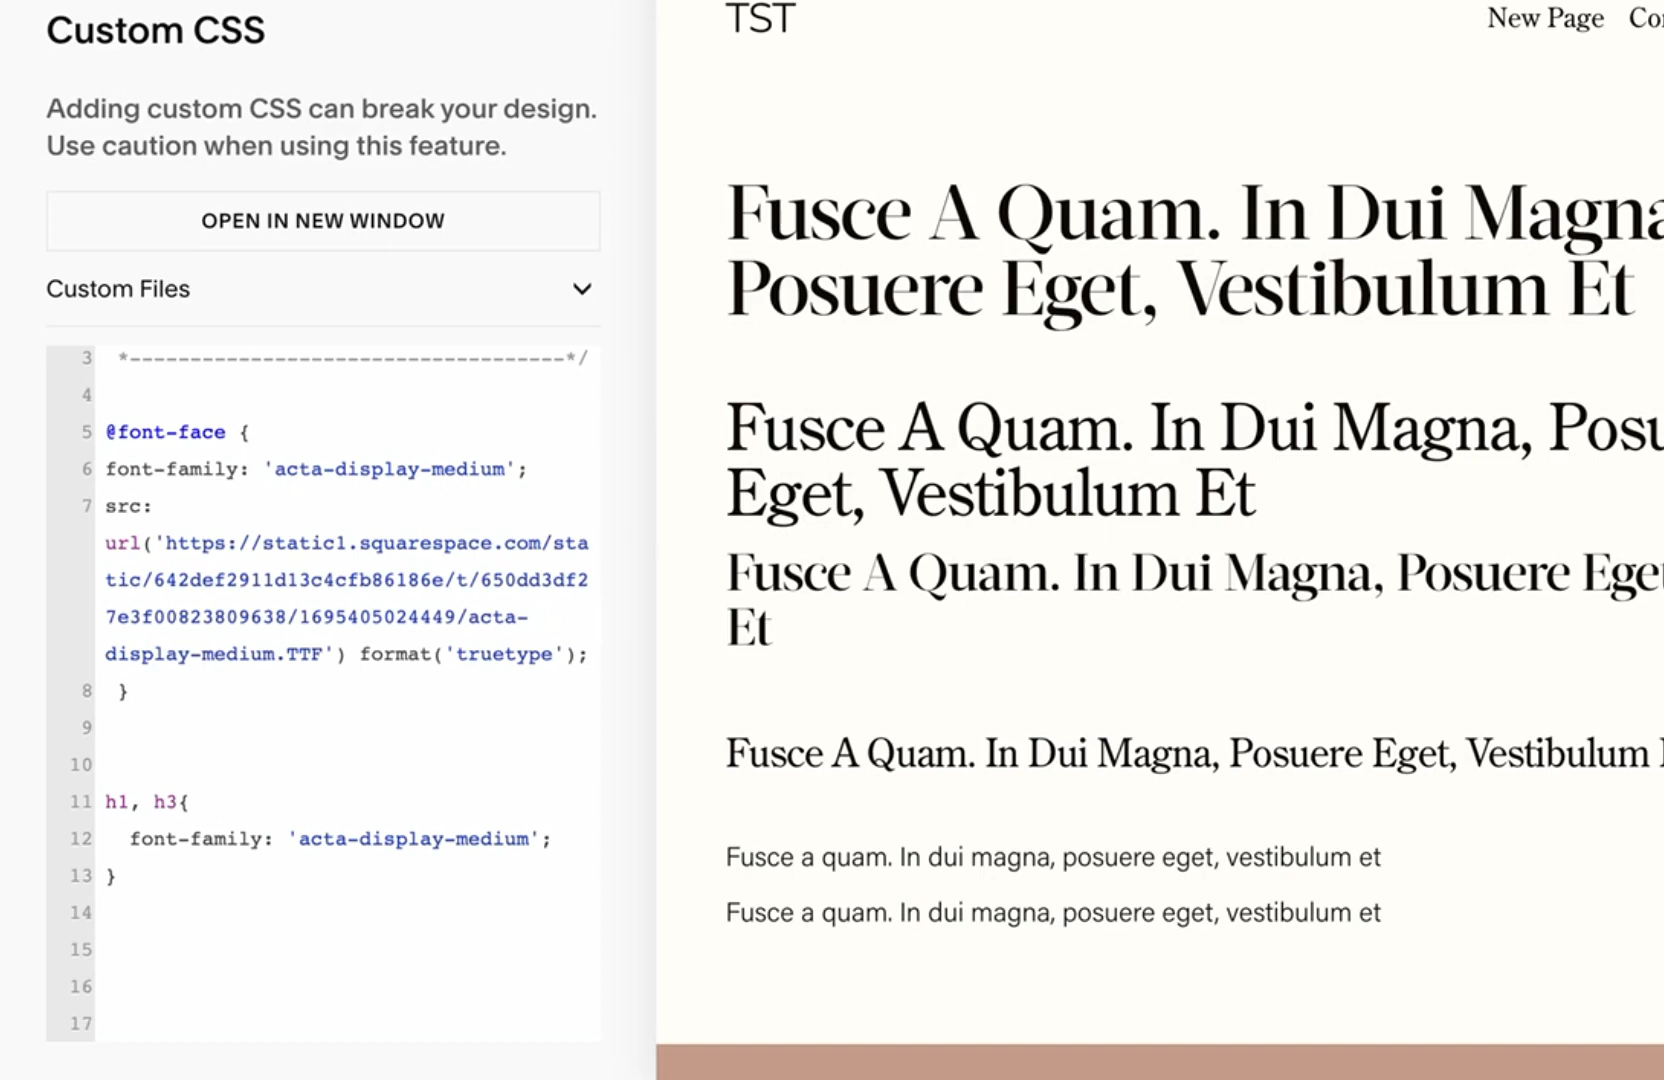 Custom CSS
Adding custom CSS can break your design.
Use caution when using this feature.
OPEN IN NEW WINDOW
Custom Files
3 *------------------------------------*/
4
5 @font-face {
6 font-family: 'acta-display-medium';
7 src:
url('https://static1.squarespace.com/sta
tic/642def2911d13c4cfb86186e/t/650dd3df2
7e3f00823809638/1695405024449/acta-
display-medium.TTF') format('truetype');
8 }
9
10
11 h1, h3{
12 font-family: 'acta-display-medium';
13 }
14
15
16
17
TST
New Page
Fusce A Quam. In Dui Magna
Posuere Eget, Vestibulum Et
Fusce A Quam. In Dui Magna, Posu
Eget, Vestibulum Et
Fusce A Quam. In Dui Magna, Posuere Eget
Et
Fusce A Quam. In Dui Magna, Posuere Eget, Vestibulum
Fusce a quam. In dui magna, posuere eget, vestibulum et
Fusce a quam. In dui magna, posuere eget, vestibulum et